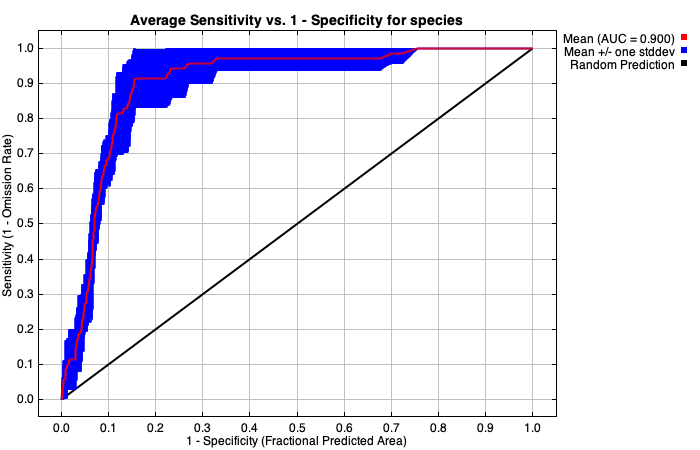 Average Sensitivity vs. 1 - Specificity for species
Mean (AUC = 0.900)
Mean +/- one stddev
Random Prediction
Sensitivity (1 - Omission Rate)
1.0
0.9
0.8
0.7
0.6
0.5
0.4
0.3
0.2
0.1
0.0
0.0 0.1 0.2 0.3 0.4 0.5 0.6 0.7 0.8 0.9 1.0
1 - Specificity (Fractional Predicted Area)